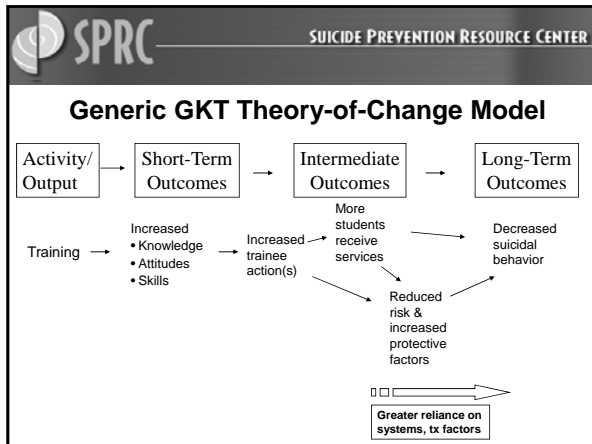 SPRC
SUICIDE PREVENTION RESOURCE CENTER
Generic GKT Theory-of-Change Model
Activity/
Output
Short-Term
Outcomes
Intermediate
Outcomes
Long-Term
Outcomes
Training
Increased
• Knowledge
• Attitudes
• Skills
Increased
trainee
action(s)
More
students
receive
services
Reduced
risk &
increased
protective
factors
Decreased
suicidal
behavior
Greater reliance on
systems, tx factors